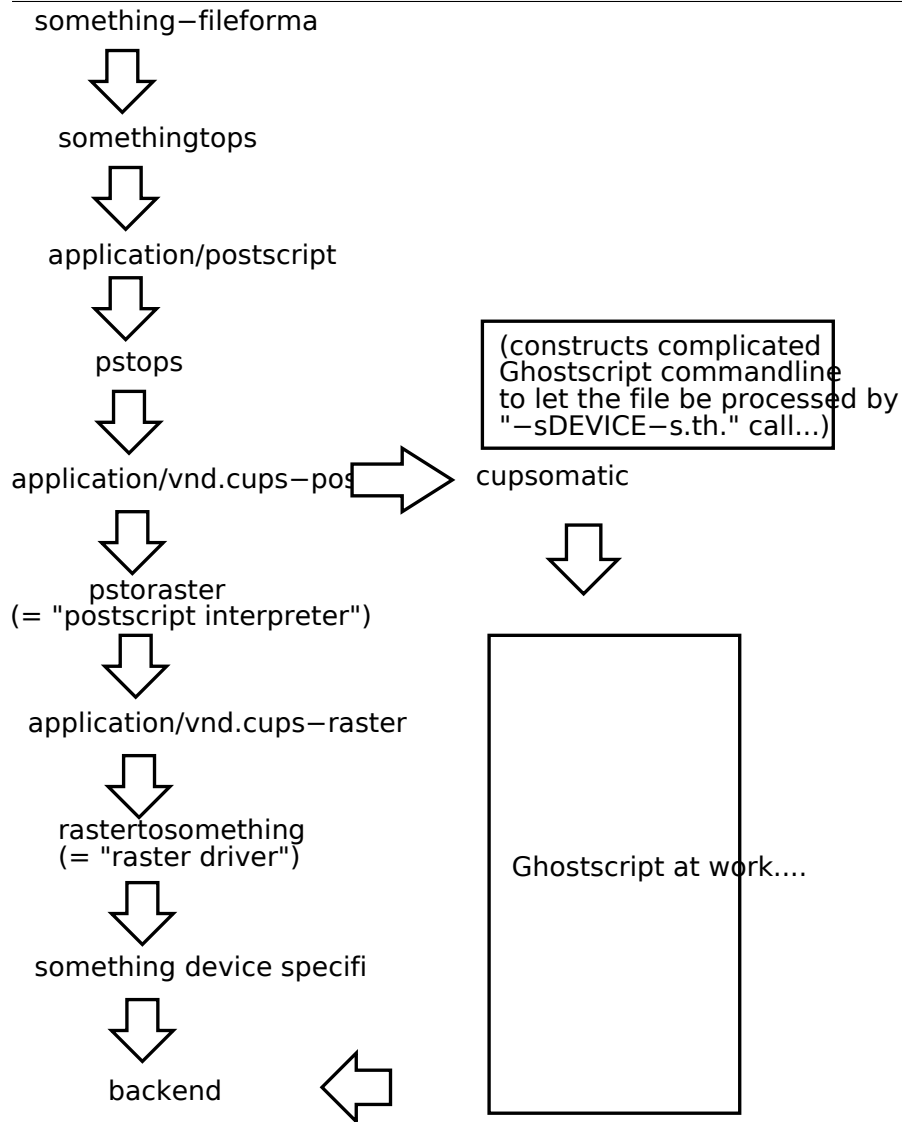 something−fileforma
somethingtops
application/postscript
pstops
(constructs complicated
Ghostscript commandline
to let the file be processed by
"−sDEVICE−s.th." call...)
application/vnd.cups−pos
cupsomatic
pstoraster
(= "postscript interpreter")
application/vnd.cups−raster
rastertosomething
(= "raster driver")
Ghostscript at work....
something device specifi
backend